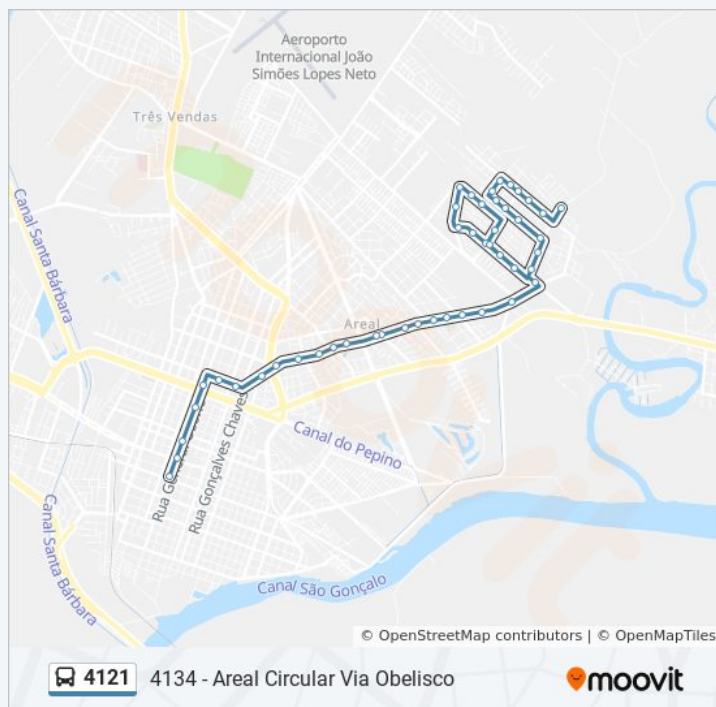 Aeroporto
Internacional João
Simões Lopes Neto
Três Vendas
Canal Santa Bárbara
Areal
Rua Gonçalves Chaves
Canal do Pepino
Canal Santa Bárbara
Canal São Gonçalo
© OpenStreetMap contributors | © OpenMapTiles
4121
4134 - Areal Circular Via Obelisco
moovit